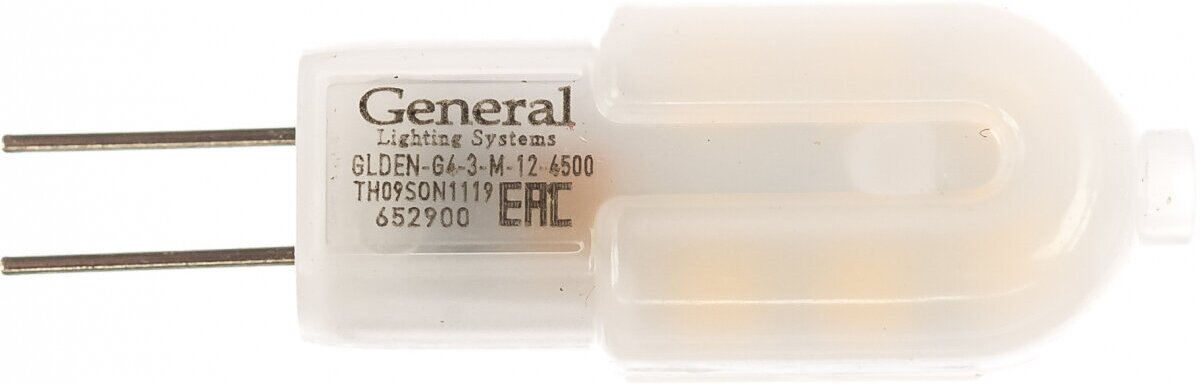 General
Lighting Systems
GLDEN-G4-3-M-12-4500
TH09SON1119
652900 EAC